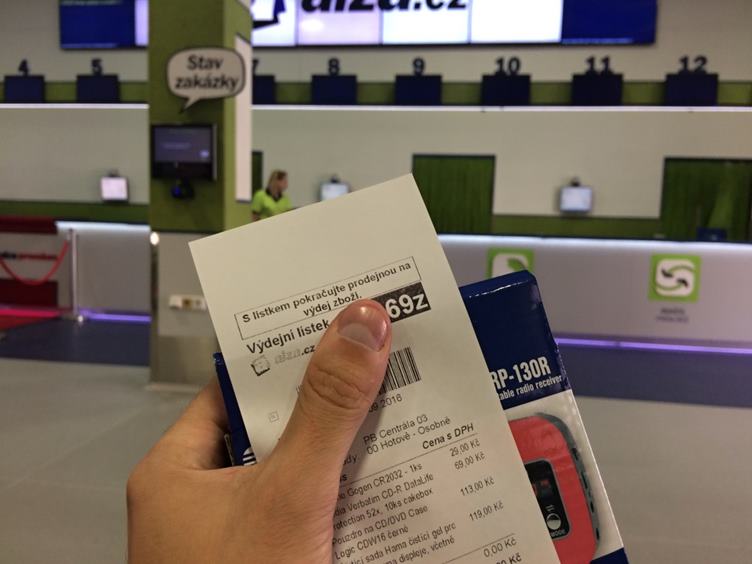 alza.cz
4 5 7 8 9 10 11 12
Stav
zakázky
S lístkem pokračujte prodejnou na
výdej zboží.
Výdejní lístek 69z
alza.cz
09.2016
PB Centrála 03
00 Hotově - Osobně
Cena s DPH
Gogen CR2032 - 1ks 29,00 Kč
Verbatim CD-R DataLife 69,00 Kč
52x, 10ks cakebox
Pouzdro na CD/DVD Case 113,00 Kč
Logic CDW16 černé
sada Hama čistící gel pro 119,00 Kč
displeje, včetně
0,00 Kč
RP-130R
radio receiver
MODE